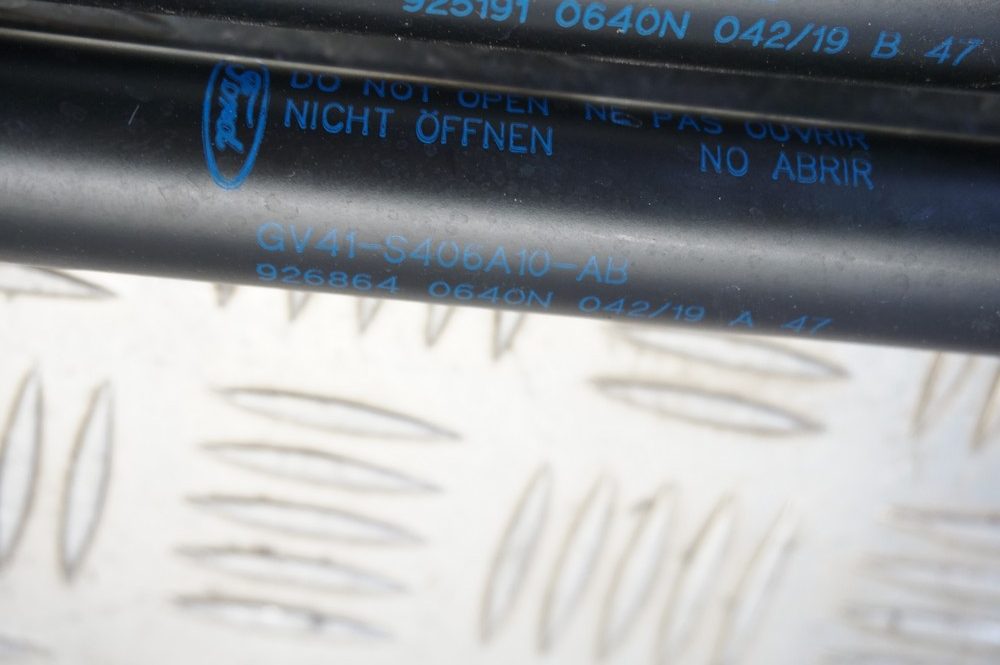 925191 0640N 042/19 B 47
Ford
DO NOT OPEN NE PAS OUVRIR
NICHT ÖFFNEN NO ABRIR
GV41-S406A10-AB
926864 0640N 042/19 A 47